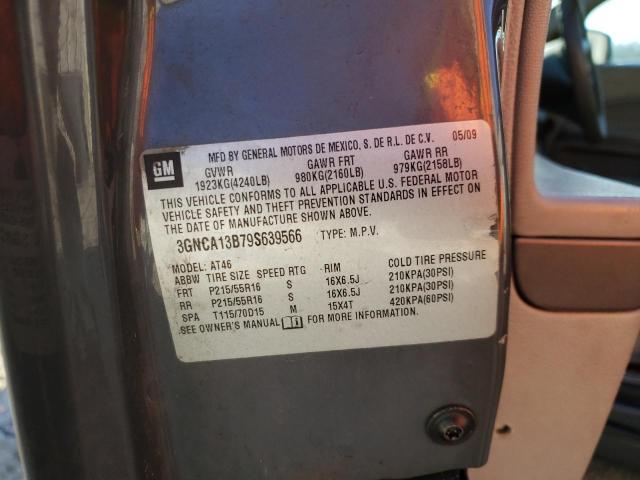 GM
MFD BY GENERAL MOTORS DE MEXICO, S. DE R.L. DE C.V. 05/09
GVWR GAWR FRT GAWR RR
1923KG(4240LB) 980KG(2160LB) 979KG(2158LB)
THIS VEHICLE CONFORMS TO ALL APPLICABLE U.S. FEDERAL MOTOR
VEHICLE SAFETY AND THEFT PREVENTION STANDARDS IN EFFECT ON
THE DATE OF MANUFACTURE SHOWN ABOVE.
3GNCA13B79S639566 TYPE: M.P.V.
MODEL: AT46
ABBW TIRE SIZE SPEED RTG RIM COLD TIRE PRESSURE
FRT P215/55R16 S 16X6.5J 210KPA(30PSI)
RR P215/55R16 S 16X6.5J 210KPA(30PSI)
SPA T115/70D15 M 15X4T 420KPA(60PSI)
SEE OWNER'S MANUAL FOR MORE INFORMATION.